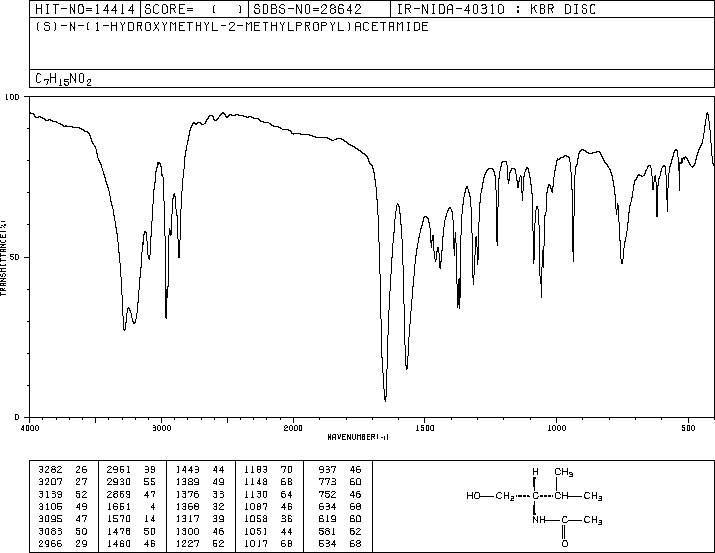 HIT-NO=14414 SCORE= ( ) SDBS-NO=28642 IR-NIDA-40310 : KBR DISC
(S)-N-(1-HYDROXYMETHYL-2-METHYLPROPYL)ACETAMIDE
C7H15NO2
100
50
0
TRANSMITTANCE(%)
4000 3000 2000 1500 1000 500
WAVENUMBER(-1)
3282 26 2961 39 1443 44 1183 70 937 46
3207 27 2930 55 1389 49 1148 68 773 60
3139 52 2869 47 1376 33 1130 64 752 46
3105 49 1651 4 1368 32 1087 46 634 68
3095 47 1570 14 1317 39 1058 36 619 60
3083 50 1478 50 1300 46 1051 44 581 62
2966 29 1460 46 1227 52 1017 68 534 68
H CH3
HO—CH2 C CH—CH3
NH—C—CH3
O